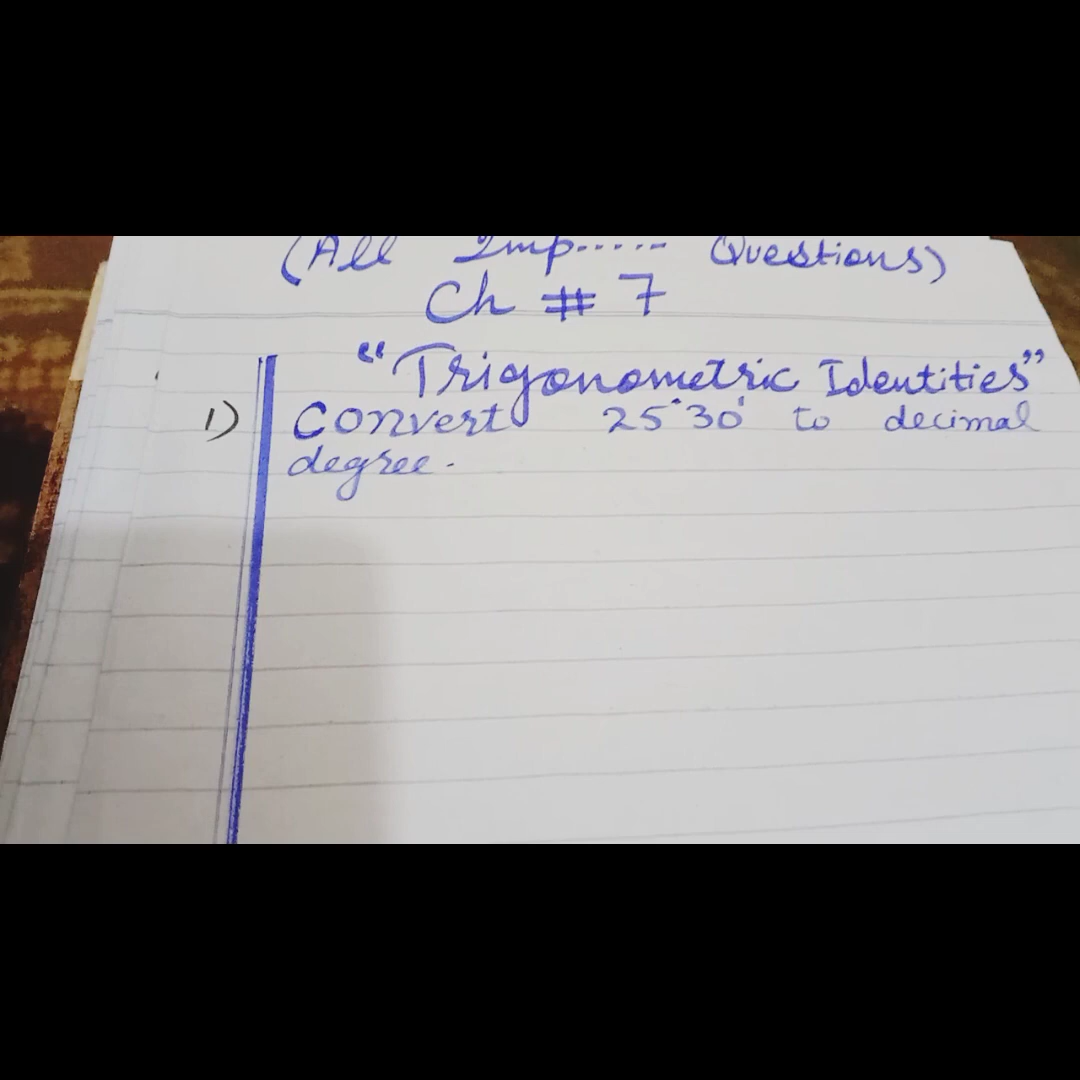 (All Imp..... Questions)
Ch # 7
“Trigonometric Identities”
1) Convert 25°30' to decimal
degree.